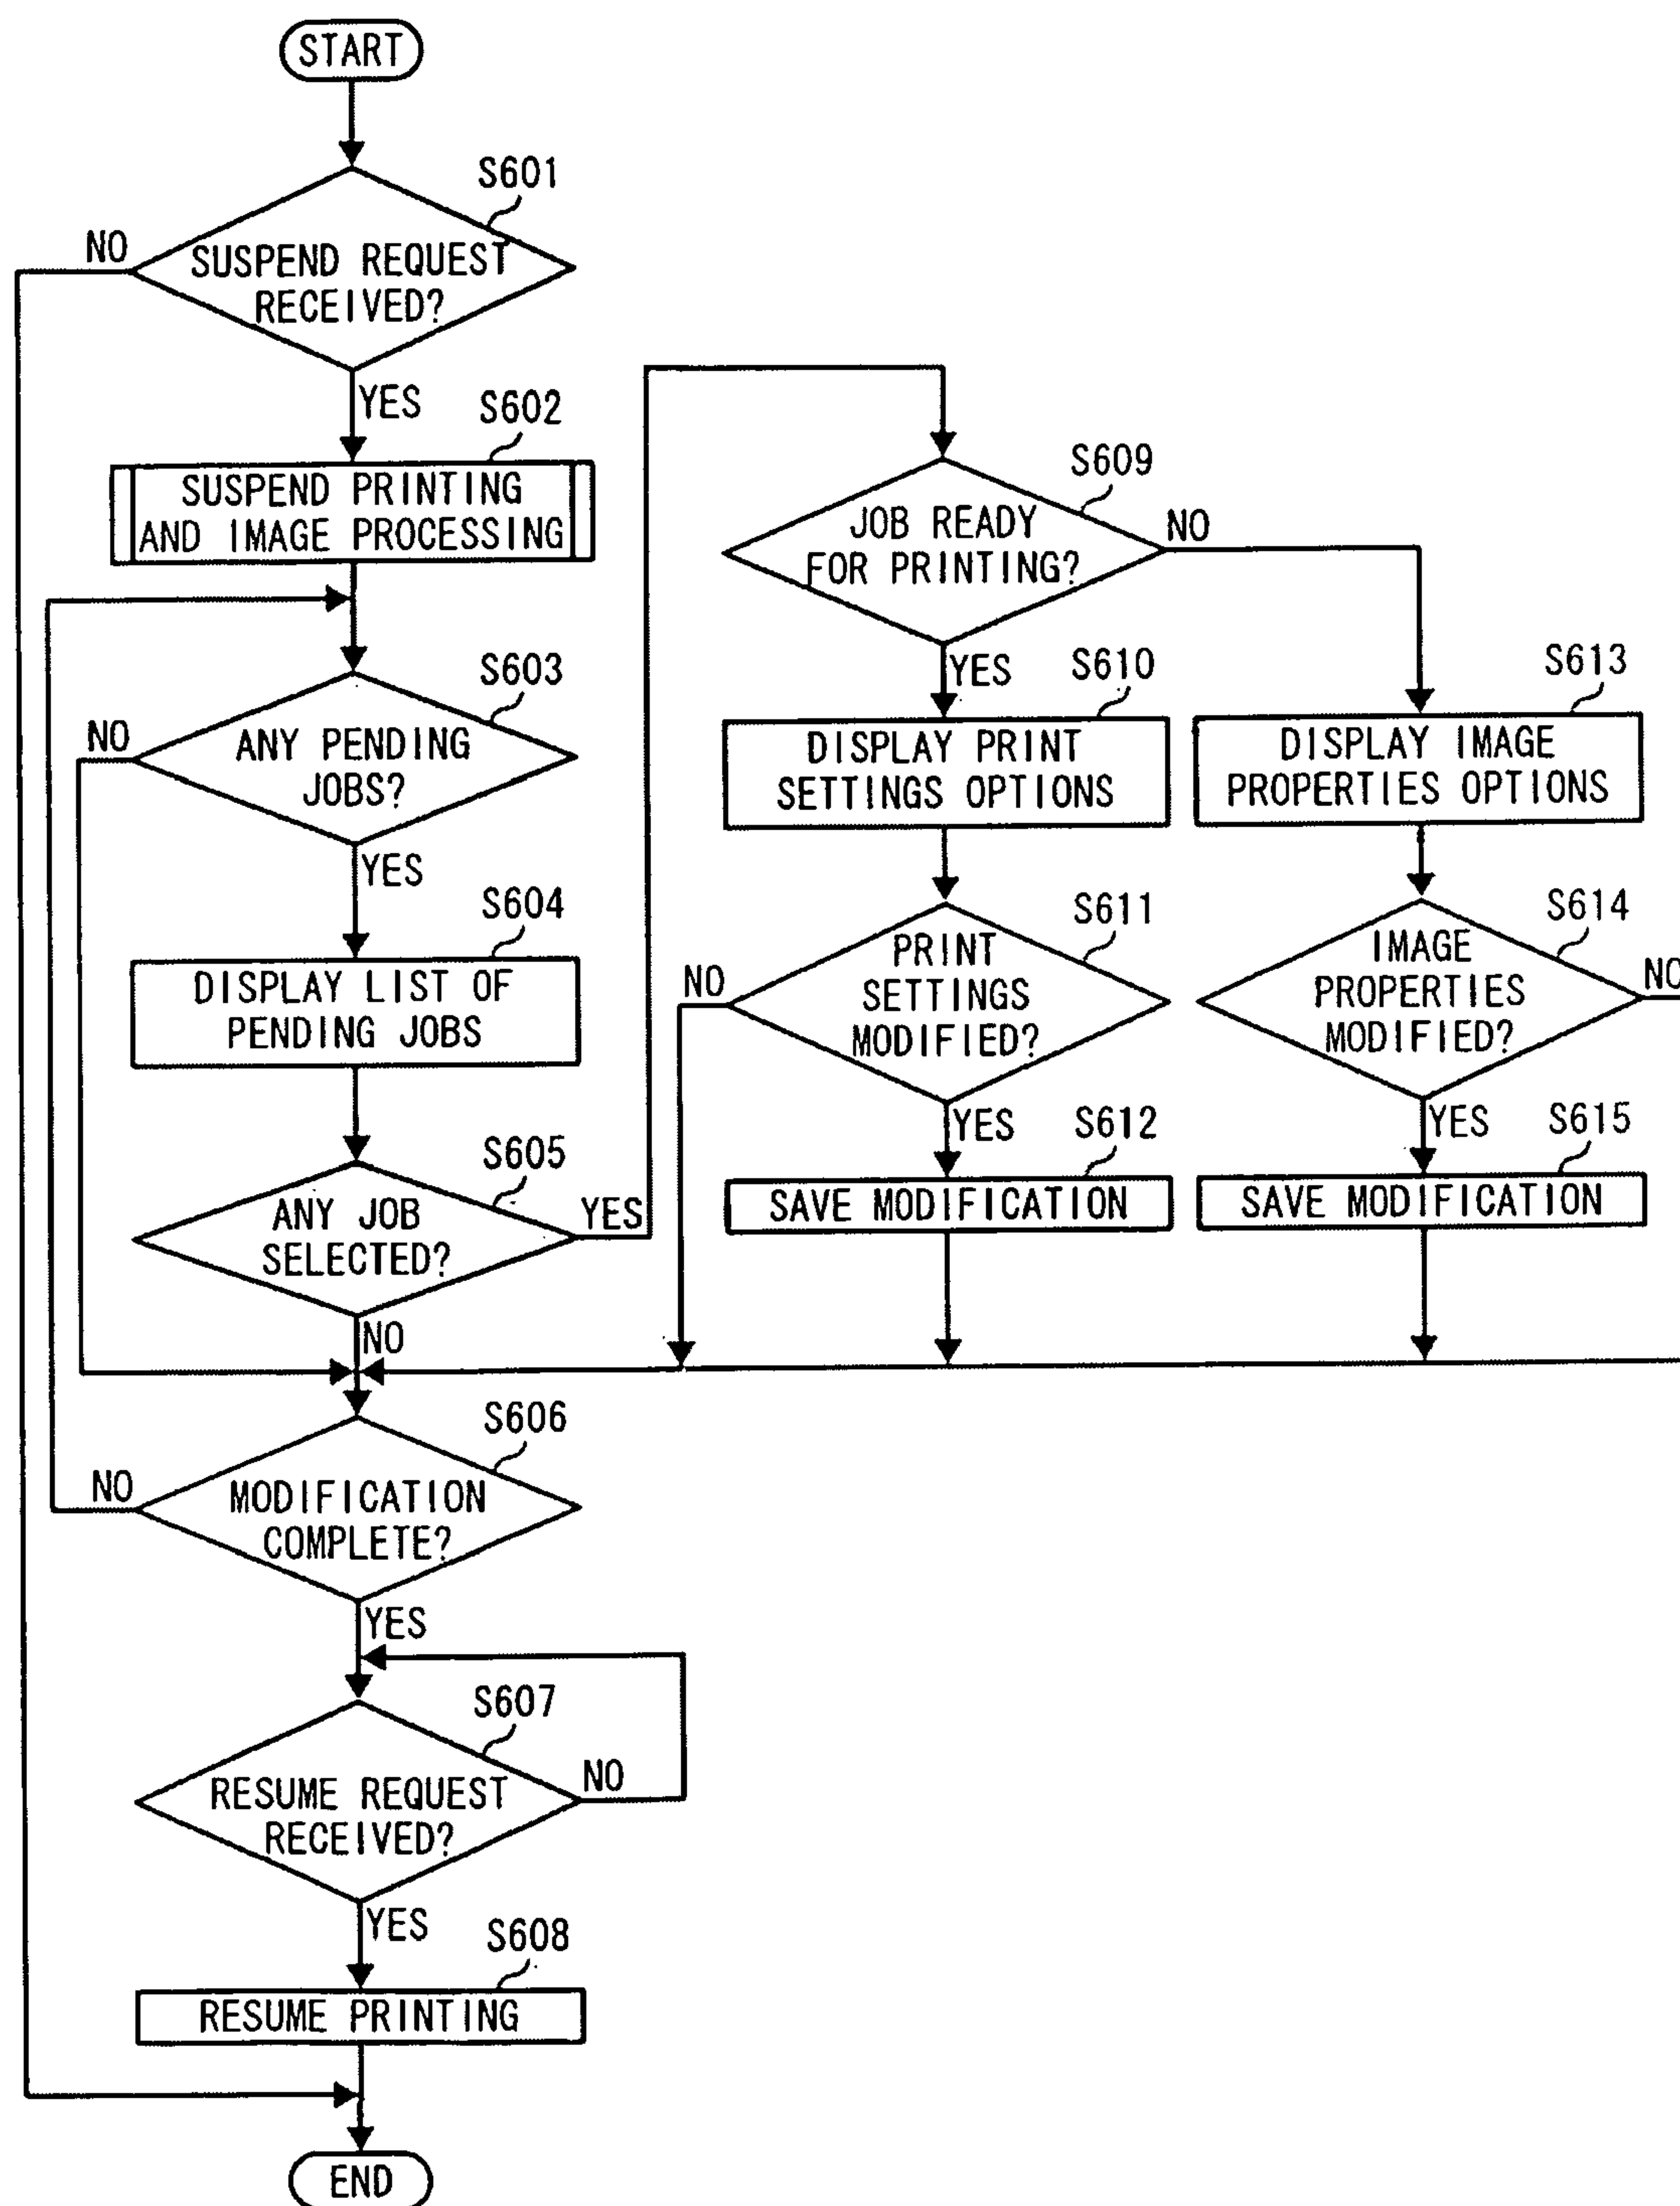 START
S601
NO
SUSPEND REQUEST
RECEIVED?
YES
S602
SUSPEND PRINTING
AND IMAGE PROCESSING
S603
NO
ANY PENDING
JOBS?
YES
S604
DISPLAY LIST OF
PENDING JOBS
S605
ANY JOB
SELECTED?
YES
NO
S606
NO
MODIFICATION
COMPLETE?
YES
S607
RESUME REQUEST
RECEIVED?
NO
YES
S608
RESUME PRINTING
END
S609
JOB READY
FOR PRINTING?
NO
YES
S610
DISPLAY PRINT
SETTINGS OPTIONS
S611
NO
PRINT
SETTINGS
MODIFIED?
YES
S612
SAVE MODIFICATION
S613
DISPLAY IMAGE
PROPERTIES OPTIONS
S614
IMAGE
PROPERTIES
MODIFIED?
NO
YES
S615
SAVE MODIFICATION